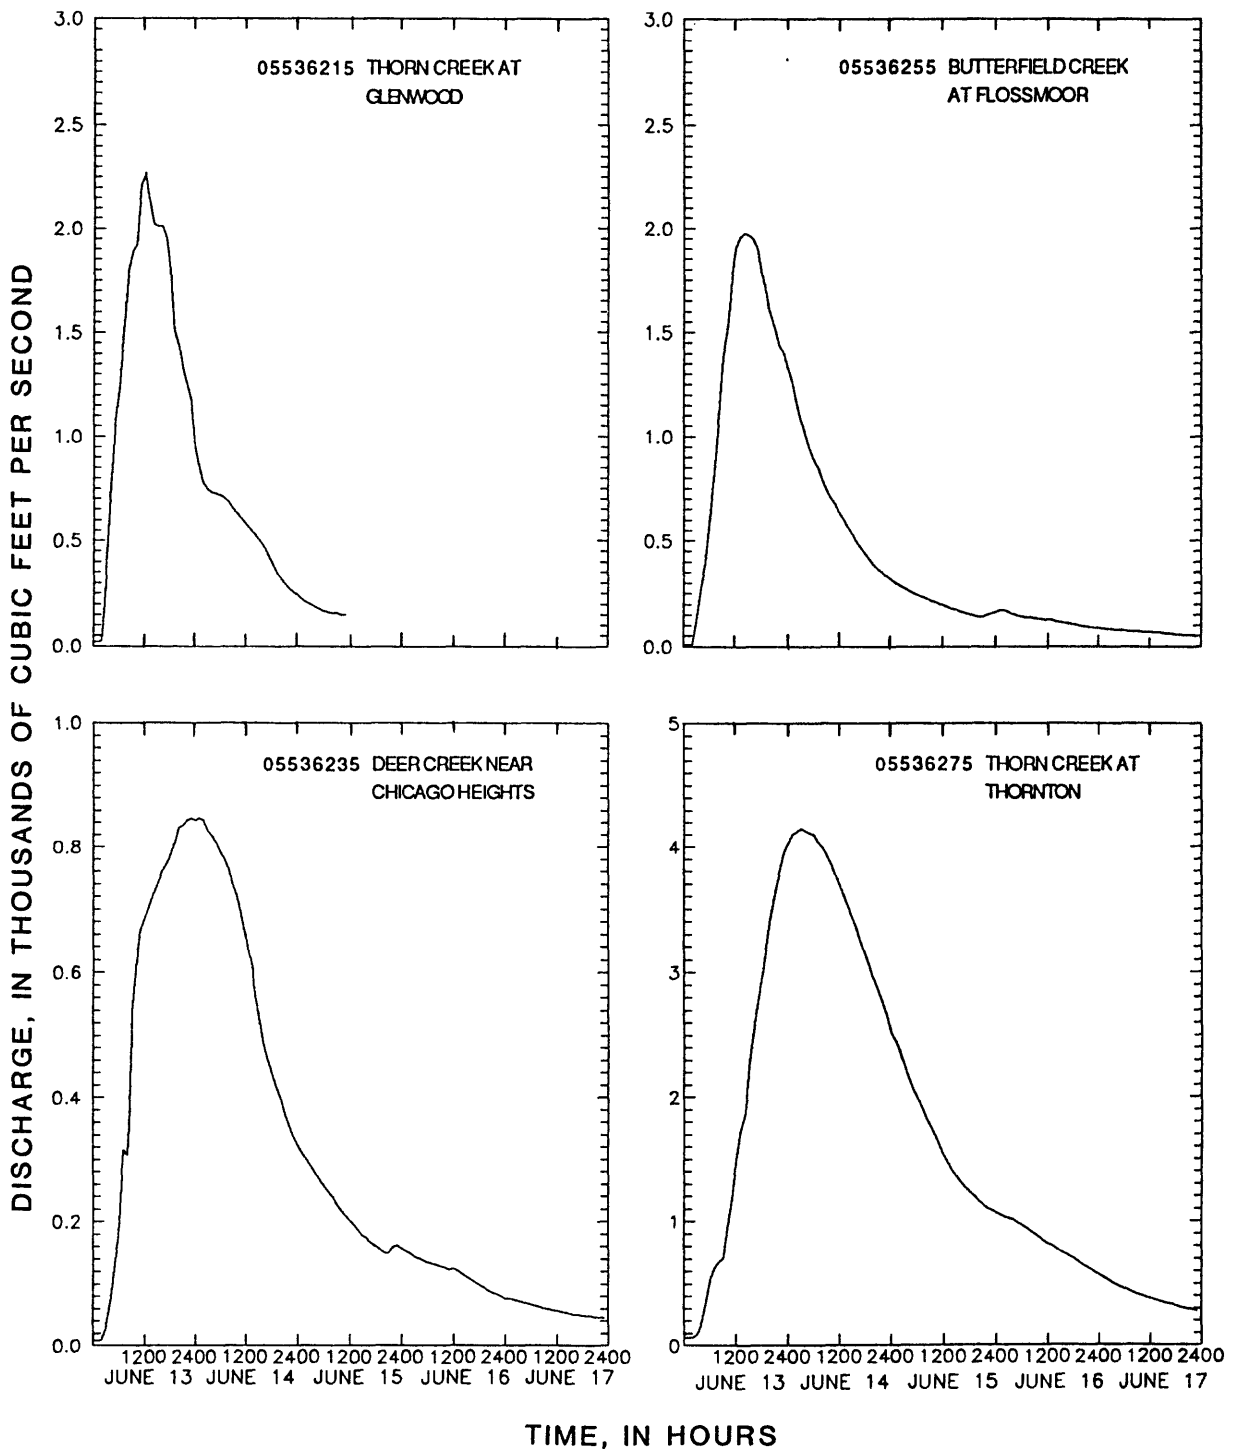 DISCHARGE, IN THOUSANDS OF CUBIC FEET PER SECOND
05536215 THORN CREEK AT
GLENWOOD
3.0
2.5
2.0
1.5
1.0
0.5
0.0
05536255 BUTTERFIELD CREEK
AT FLOSSMOOR
3.0
2.5
2.0
1.5
1.0
0.5
0.0
05536235 DEER CREEK NEAR
CHICAGO HEIGHTS
1.0
0.8
0.6
0.4
0.2
0.0
1200 2400 1200 2400 1200 2400 1200 2400 1200 2400
JUNE 13 JUNE 14 JUNE 15 JUNE 16 JUNE 17
05536275 THORN CREEK AT
THORNTON
5
4
3
2
1
0
1200 2400 1200 2400 1200 2400 1200 2400 1200 2400
JUNE 13 JUNE 14 JUNE 15 JUNE 16 JUNE 17
TIME, IN HOURS